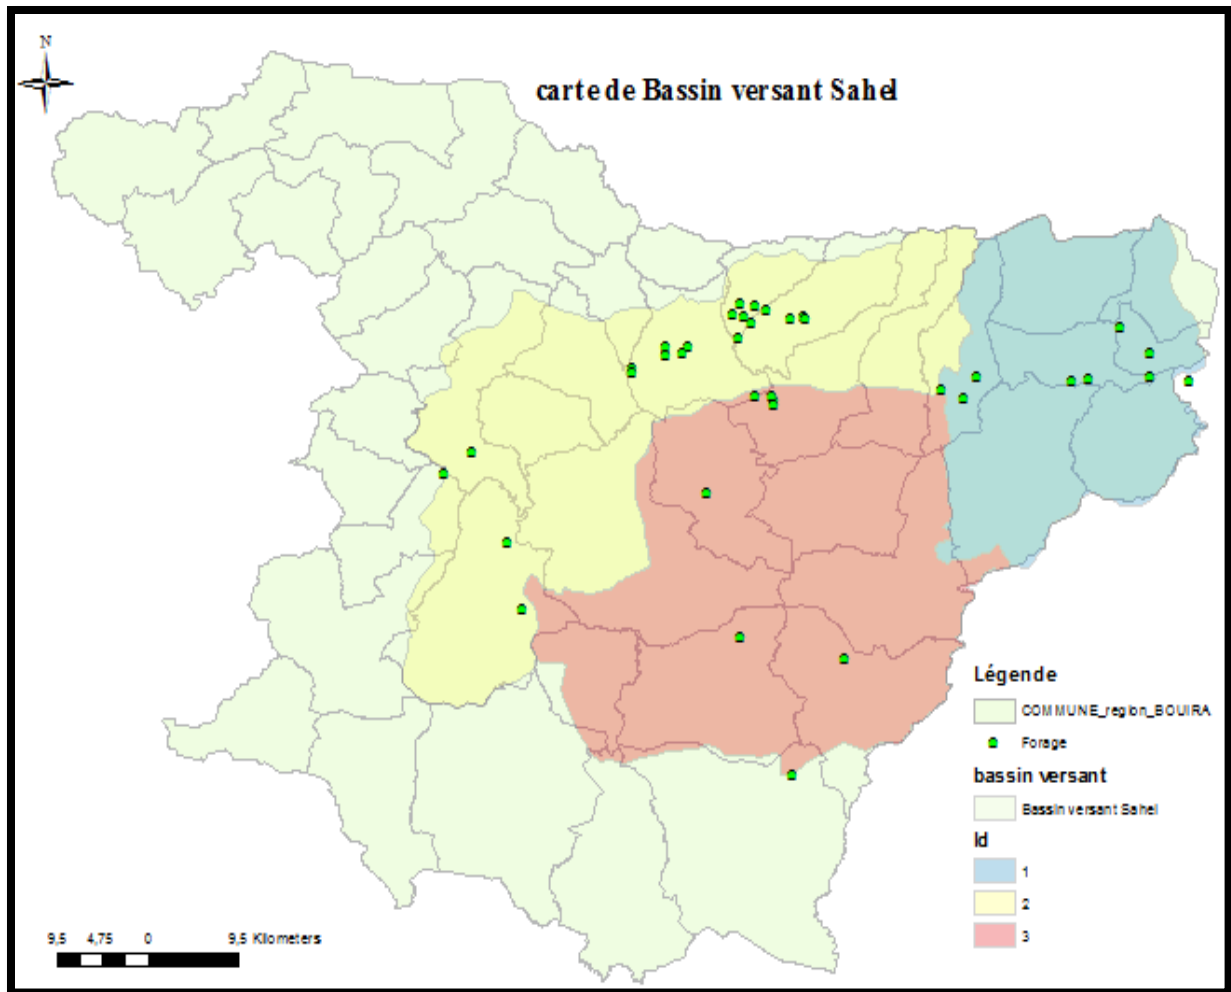 N
carte de Bassin versant Sahel
Légende
COMMUNE_region_BOUIRA
Forage
bassin versant
Bassin versant Sahel
Id
1
2
3
9,5 4,75 0 9,5 Kilometers